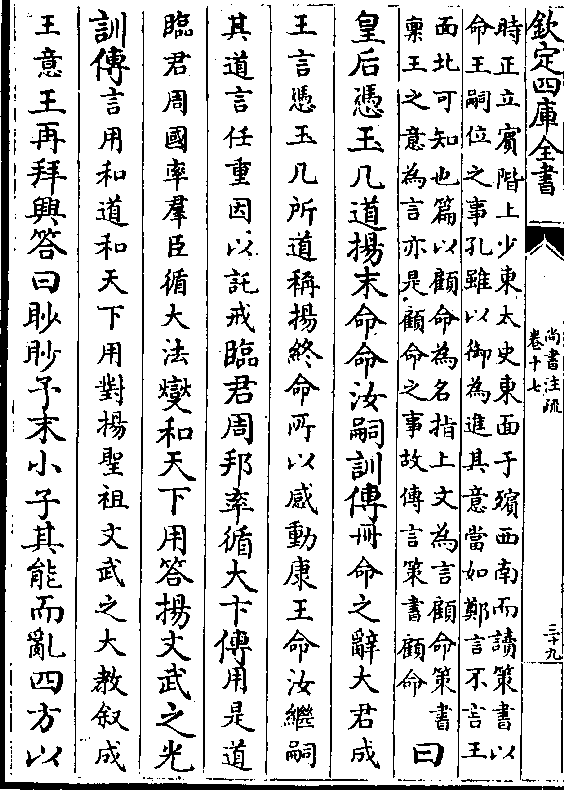 欽定四庫全書
尚書注疏
卷十七
三十九
時正立賓階上少東太史東面于殯西南而讀策書以
命王嗣位之事孔雖以御為進其意當如鄭言不言王
面北可知也篇以顧命為名指上文為言顧命策書
稟王之意為言亦是顧命之事故傳言策書顧命 曰
皇后憑玉几道揚末命命汝嗣訓傳冊命之辭大君成
王言憑玉几所道稱揚終命所以感動康王命汝繼嗣
其道言任重因以託戒臨君周邦率循大卞傳用是道
臨君周國率羣臣循大法燮和天下用答揚文武之光
訓傳言用和道和天下用對揚聖祖文武之大教叙成
王意王再拜興答曰眇眇予末小子其能而亂四方以